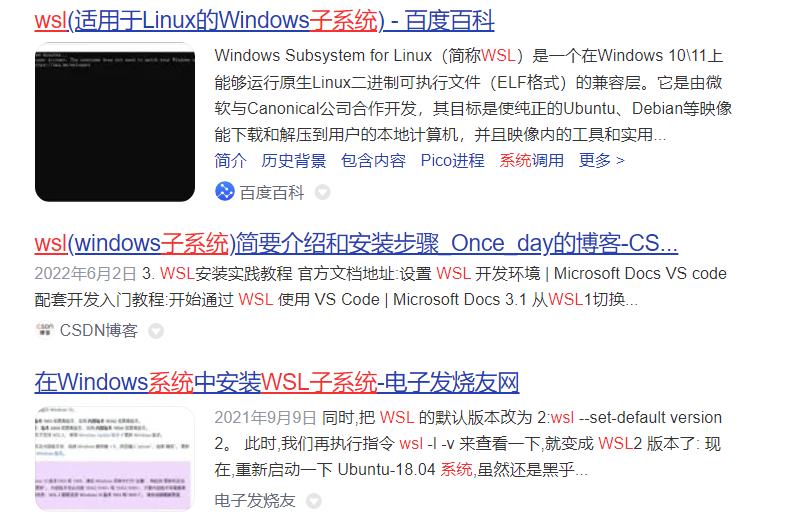 wsl(适用于Linux的Windows子系统) - 百度百科
Windows Subsystem for Linux（简称WSL）是一个在Windows 10\11上
能够运行原生Linux二进制可执行文件（ELF格式）的兼容层。它是由微
软与Canonical公司合作开发，其目标是使纯正的Ubuntu、Debian等映像
能下载和解压到用户的本地计算机，并且映像内的工具和实用...
简介 历史背景 包含内容 Pico进程 系统调用 更多 >
百度百科
wsl(windows子系统)简要介绍和安装步骤_Once_day的博客-CS...
2022年6月2日 3. WSL安装实践教程 官方文档地址:设置 WSL 开发环境 | Microsoft Docs VS code
配套开发入门教程:开始通过 WSL 使用 VS Code | Microsoft Docs 3.1 从WSL1切换...
CSDN博客
在Windows系统中安装WSL子系统-电子发烧友网
2021年9月9日 同时,把 WSL 的默认版本改为 2:wsl --set-default version
2。 此时,我们再执行指令 wsl -l -v 来查看一下,就变成 WSL2 版本了: 现
在,重新启动一下 Ubuntu-18.04 系统,虽然还是黑乎...
电子发烧友